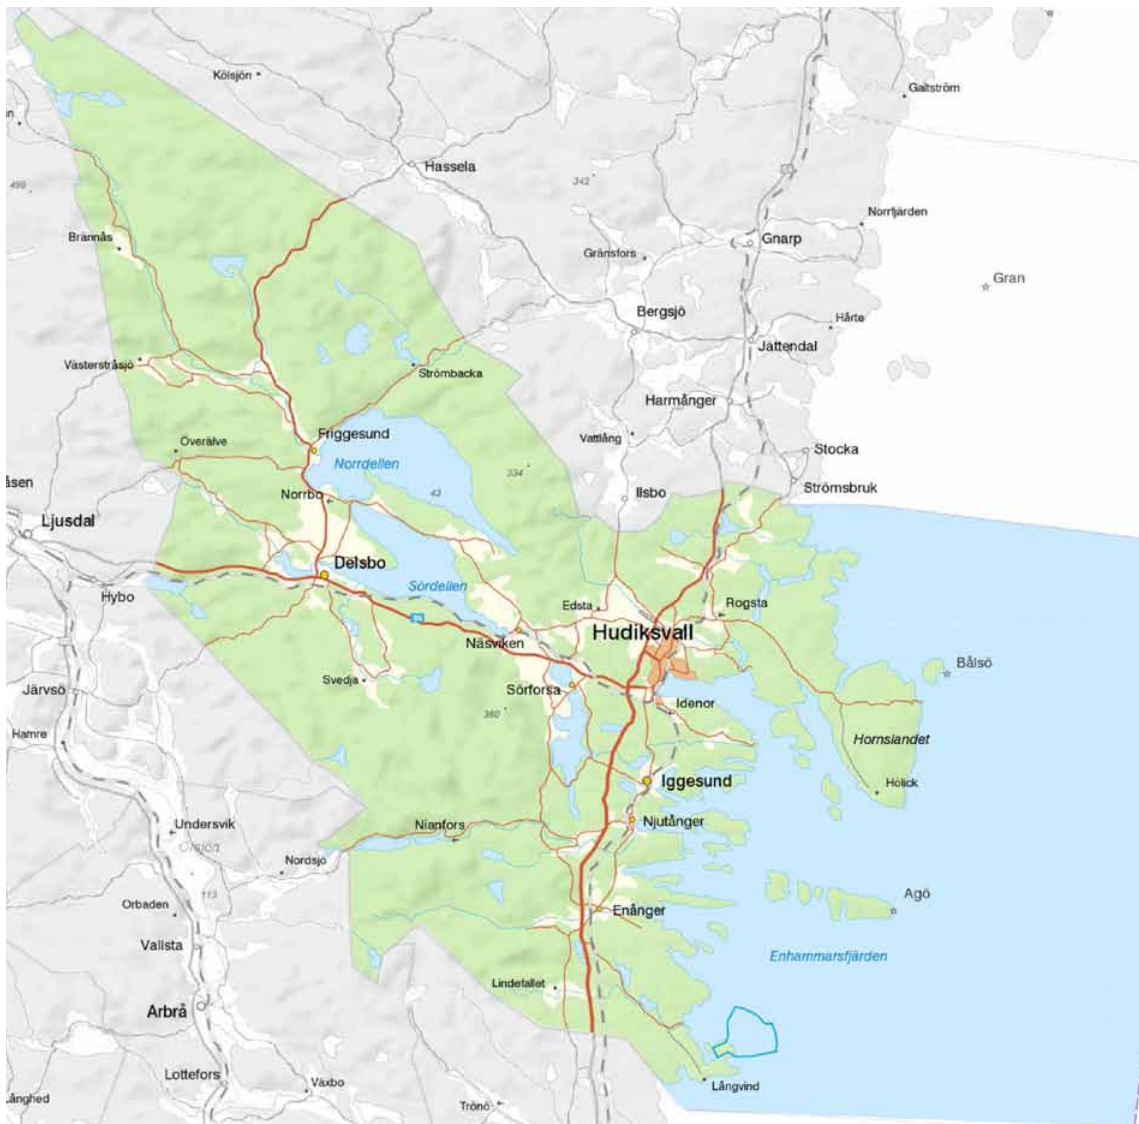 Kölsjön
Galtström
Hassela
342
499
Norrfjärden
Brännås
Gnarp
Gränsfors
Gran
Bergsjö
Hårte
Jättendal
Västerstråsjö
Strömbacka
Harmånger
Friggesund
Vattlång
Överälve
Stocka
Norrdellen
334
åsen
Norrbo
43
Ilsbo
Strömsbruk
Ljusdal
Delsbo
Hybo
Sördellen
Edsta
Rogsta
84
Hudiksvall
Näsviken
Bålsö
Svedja
Sörforsa
Järvsö
360
Idenor
Hamre
Hornslandet
Iggesund
Hölick
Undersvik
Nianfors
Njutånger
Nordsjö
113
Agö
Orbaden
Enånger
Vallsta
Enhammarsfjärden
Lindefallet
Arbrå
Lottefors
Växbo
Långvind
Trönö
ånghed